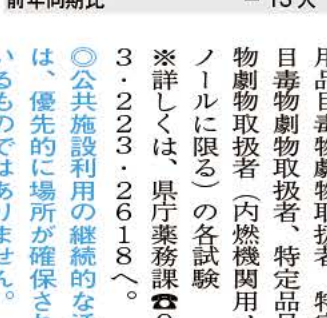 前年同期比 － 13 人
用品目毒物劇物取扱者、特定
目毒物劇物取扱者、特定品目
物劇物取扱者（内燃機関用、
ノールに限る）の各試験
※詳しくは、県庁薬務課☎
3・223・2618へ。
◎公共施設利用の継続的な
は、優先的に場所が確保さ
いるものではありません。